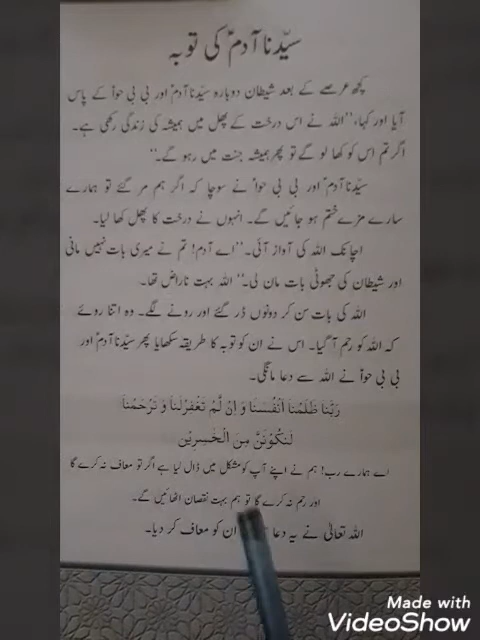 سیّدنا آدمؑ کی توبہ
کچھ عرصے کے بعد شیطان دوبارہ سیّدنا آدمؑ اور بی بی حواؑ کے پاس
آیا اور کہا، ’’اللہ نے اس درخت کے پھل میں ہمیشہ کی زندگی رکھی ہے۔
اگر تم اس کو کھا لو گے تو پھر ہمیشہ جنت میں رہو گے۔‘‘
سیّدنا آدمؑ اور بی بی حواؑ نے سوچا کہ اگر ہم مر گئے تو ہمارے
سارے مزے ختم ہو جائیں گے۔ انہوں نے درخت کا پھل کھا لیا۔
اچانک اللہ کی آواز آئی۔ ’’اے آدم! تم نے میری بات نہیں مانی
اور شیطان کی جھوٹی بات مان لی۔‘‘ اللہ بہت ناراض تھا۔
اللہ کی بات سن کر دونوں ڈر گئے اور رونے لگے۔ وہ اتنا روئے
کہ اللہ کو رحم آ گیا۔ اس نے ان کو توبہ کا طریقہ سکھایا پھر سیّدنا آدمؑ اور
بی بی حواؑ نے اللہ سے دعا مانگی۔
رَبَّنَا ظَلَمْنَا اَنْفُسَنَا وَ اِنْ لَّمْ تَغْفِرْلَنَا وَ تَرْحَمْنَا
لَنَكُوْنَنَّ مِنَ الْخٰسِرِيْن
اے ہمارے رب! ہم نے اپنے آپ کو مشکل میں ڈال لیا ہے اگر تو معاف نہ کرے گا
اور رحم نہ کرے گا تو ہم بہت نقصان اٹھائیں گے۔
اللہ تعالیٰ نے یہ دعا ان کو معاف کر دیا۔
Made with
VideoShow